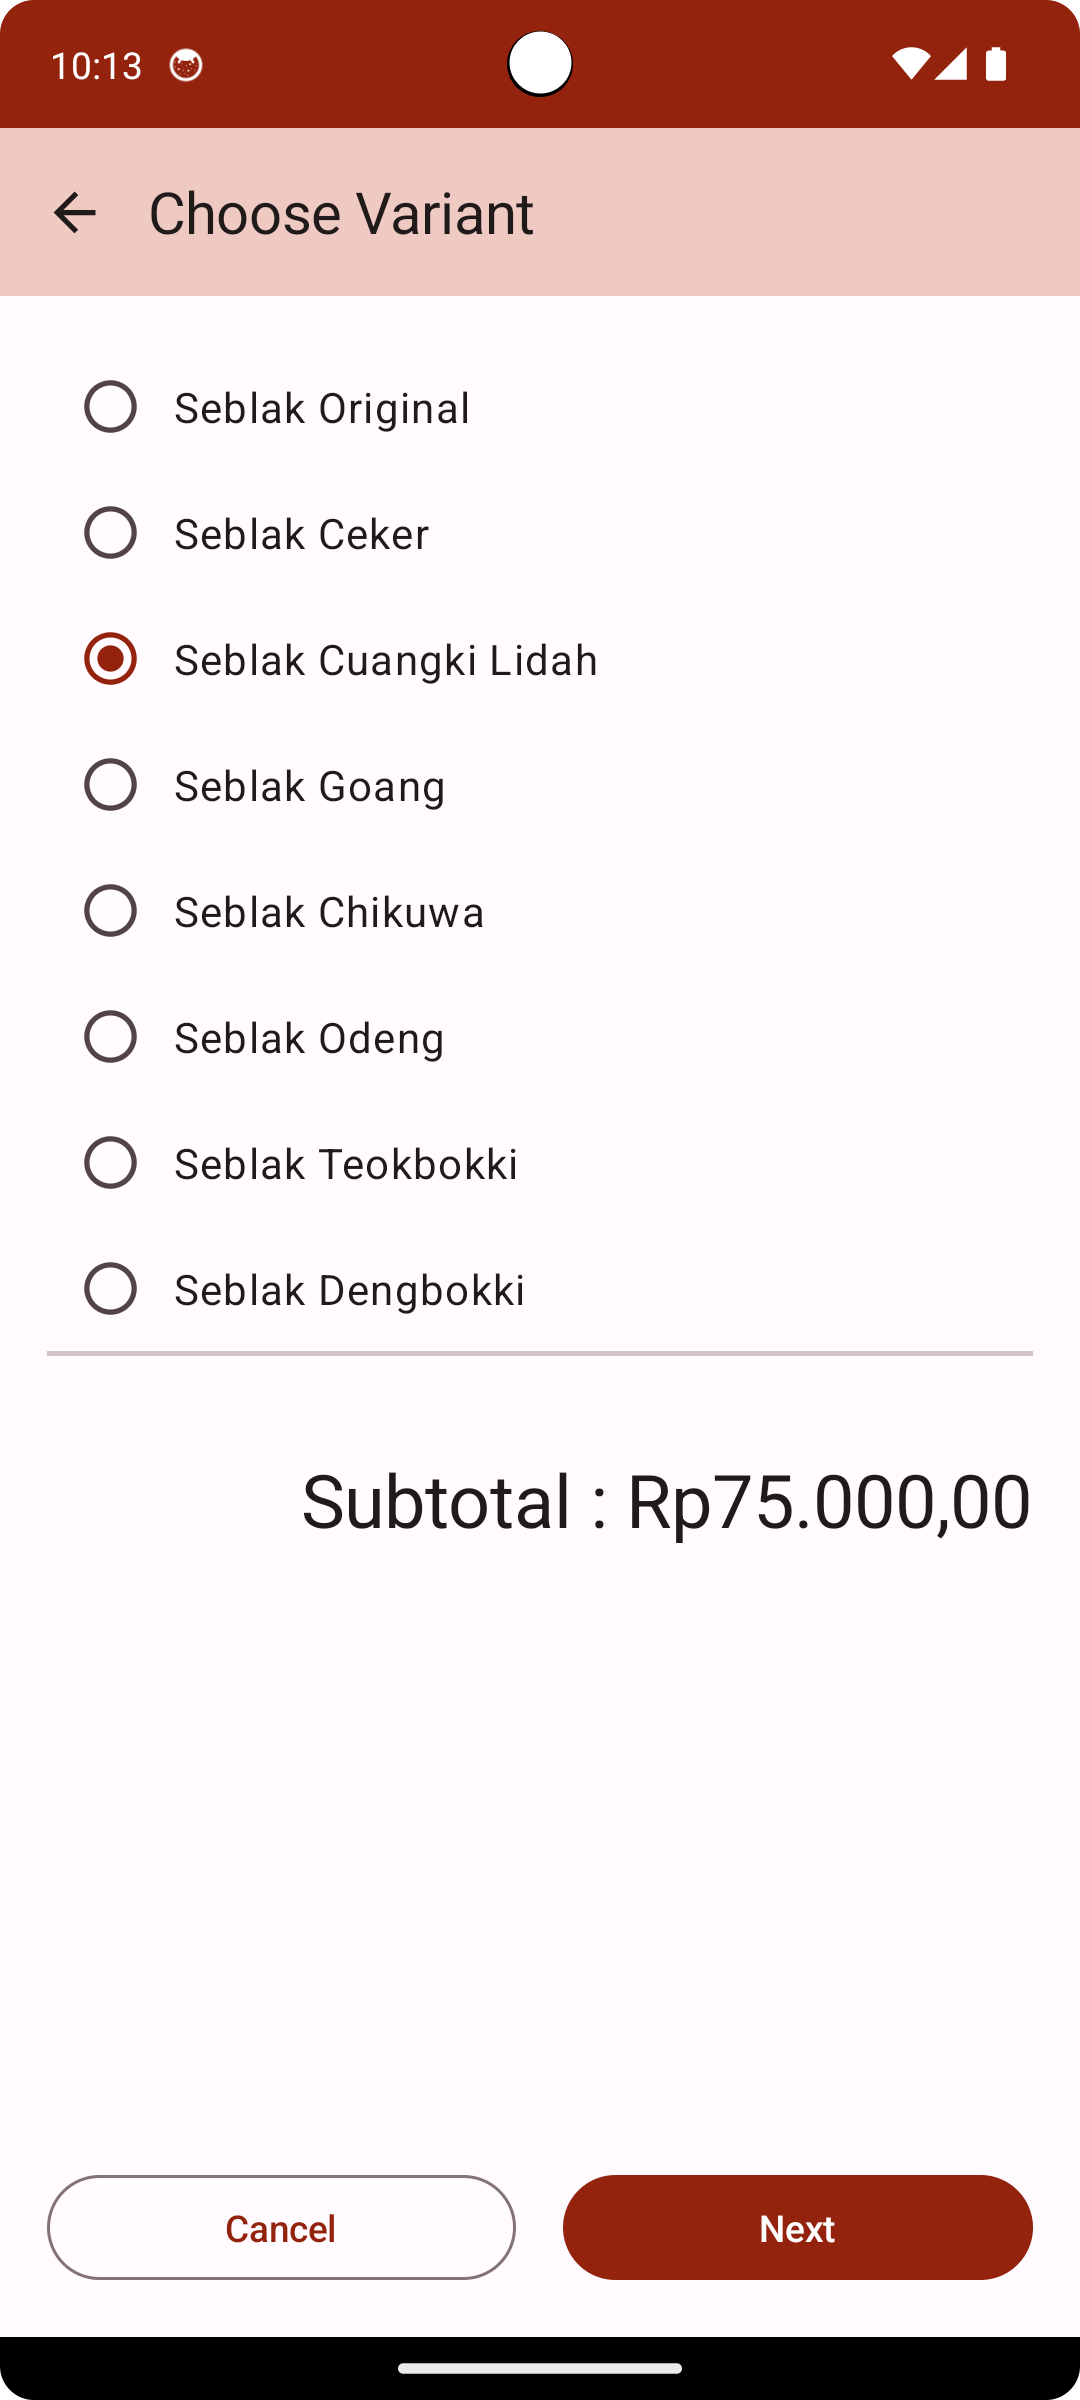 10:13
Choose Variant
Seblak Original
Seblak Ceker
Seblak Cuangki Lidah
Seblak Goang
Seblak Chikuwa
Seblak Odeng
Seblak Teokbokki
Seblak Dengbokki
Subtotal : Rp75.000,00
Cancel
Next